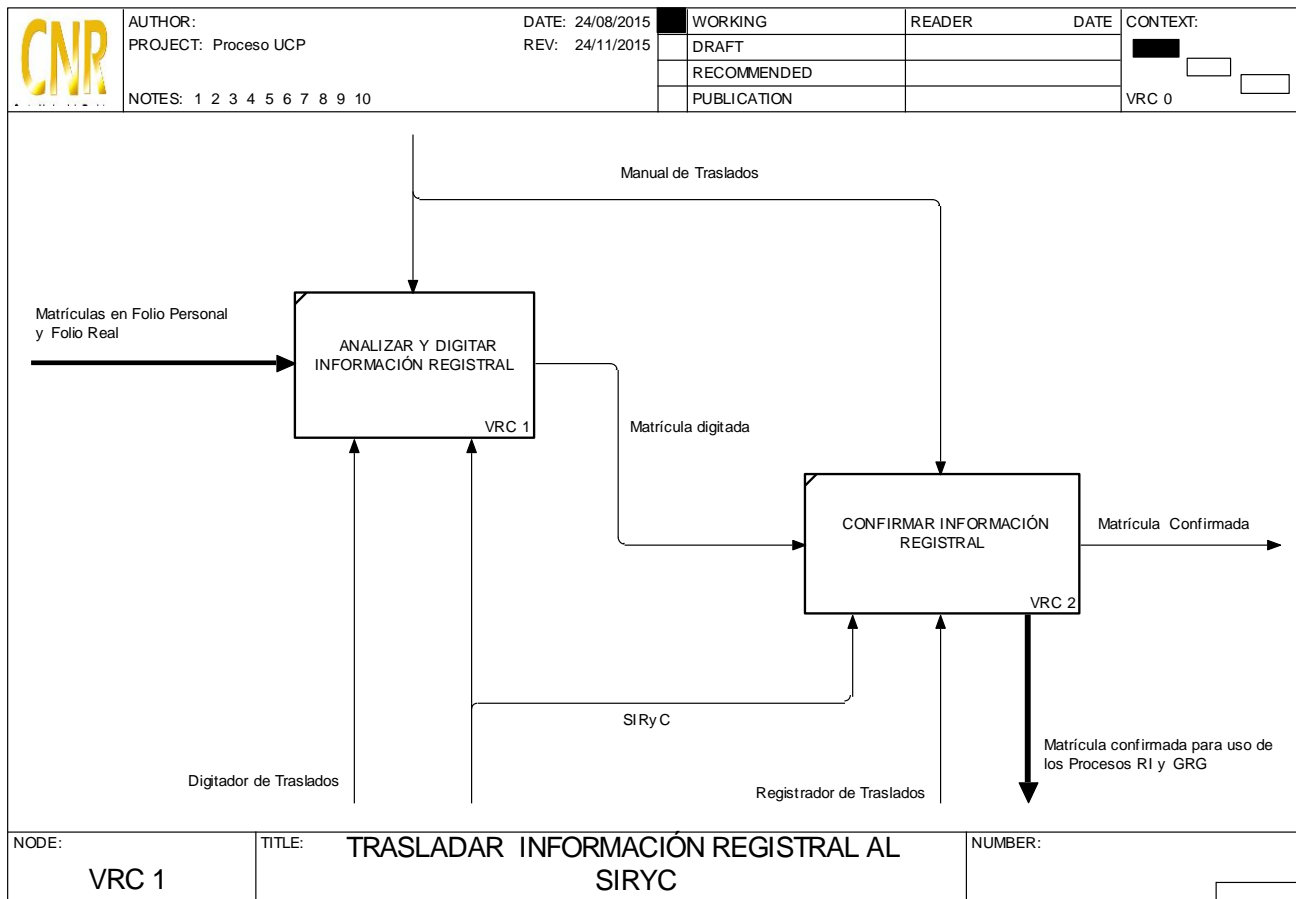 CNR
AUTHOR:
DATE: 24/08/2015
PROJECT: Proceso UCP
REV: 24/11/2015
NOTES: 1 2 3 4 5 6 7 8 9 10
WORKING
DRAFT
RECOMMENDED
PUBLICATION
READER DATE
CONTEXT:
VRC 0
Manual de Traslados
Matrículas en Folio Personal
y Folio Real
ANALIZAR Y DIGITAR
INFORMACIÓN REGISTRAL
VRC 1
Matrícula digitada
CONFIRMAR INFORMACIÓN
REGISTRAL
VRC 2
Matrícula Confirmada
SIRyC
Matrícula confirmada para uso de
los Procesos RI y GRG
Digitador de Traslados
Registrador de Traslados
NODE:
VRC 1
TITLE:
TRASLADAR INFORMACIÓN REGISTRAL AL
SIRYC
NUMBER: